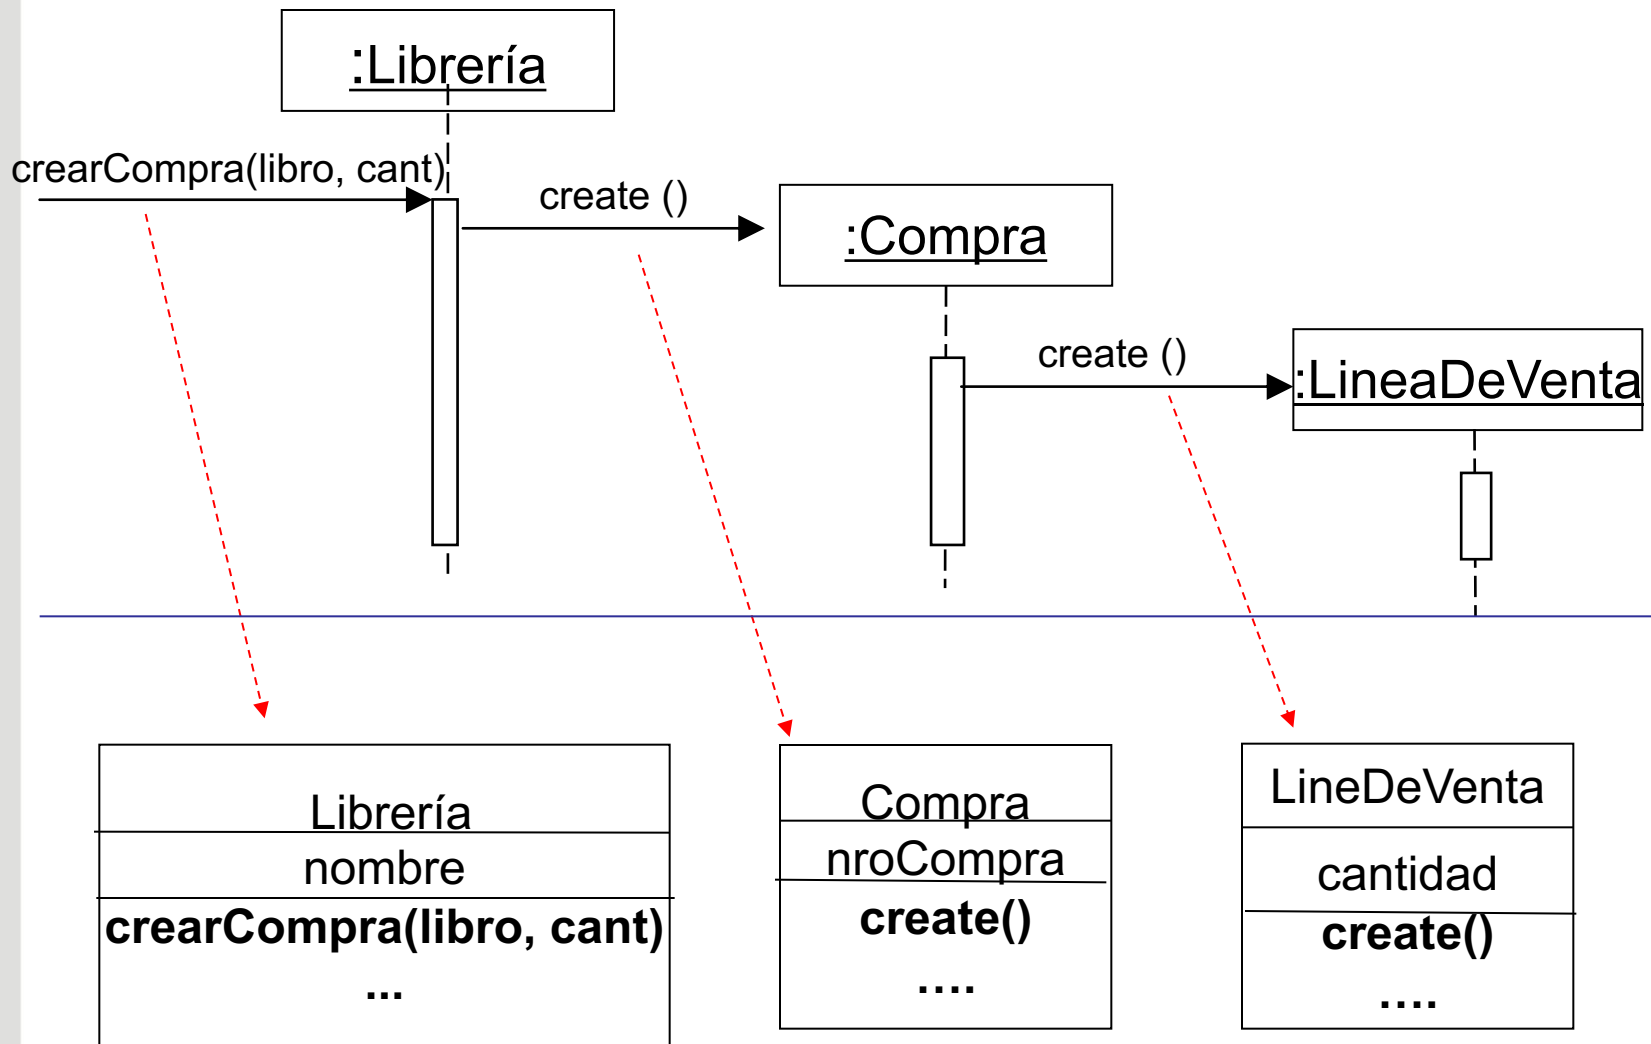 :Librería
crearCompra(libro, cant)
create ()
:Compra
create ()
:LineaDeVenta
Librería
nombre
crearCompra(libro, cant)
...
Compra
nroCompra
create()
....
LineDeVenta
cantidad
create()
....